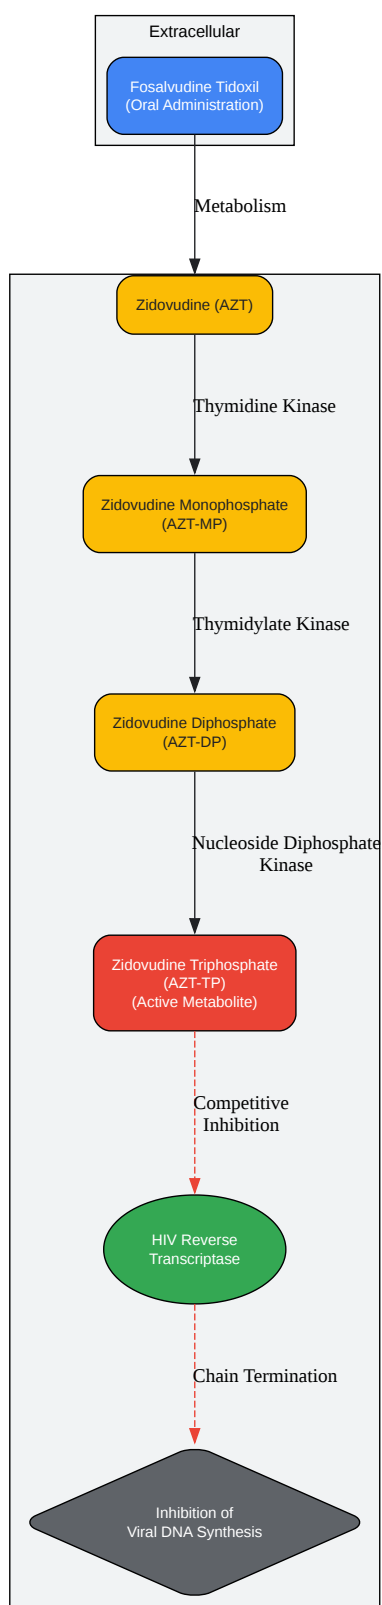 Extracellular
Fosalvudine Tidoxil
(Oral Administration)
Metabolism
Zidovudine (AZT)
Thymidine Kinase
Zidovudine Monophosphate
(AZT-MP)
Thymidylate Kinase
Zidovudine Diphosphate
(AZT-DP)
Nucleoside Diphosphate
Kinase
Zidovudine Triphosphate
(AZT-TP)
(Active Metabolite)
Competitive
Inhibition
HIV Reverse
Transcriptase
Chain Termination
Inhibition of
Viral DNA Synthesis